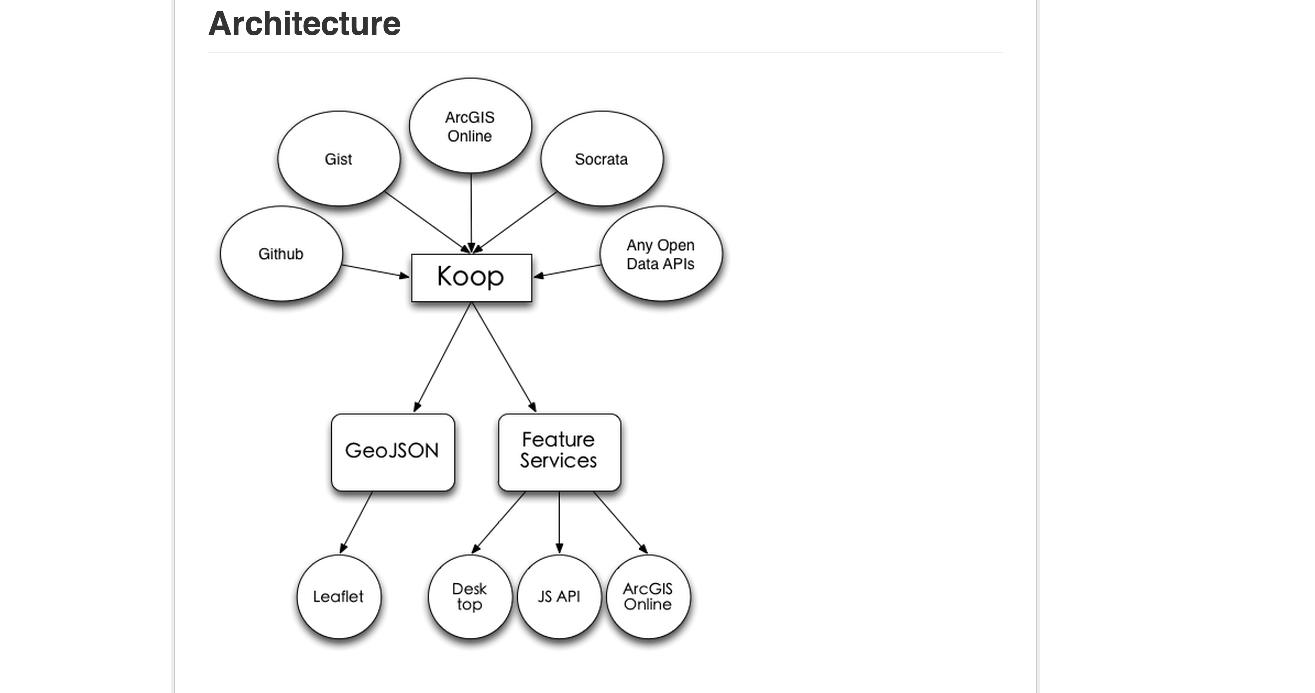 Architecture
ArcGIS
Online
Gist
Socrata
Github
Any Open
Data APIs
Koop
GeoJSON
Feature
Services
Leaflet
Desk
top
JS API
ArcGIS
Online